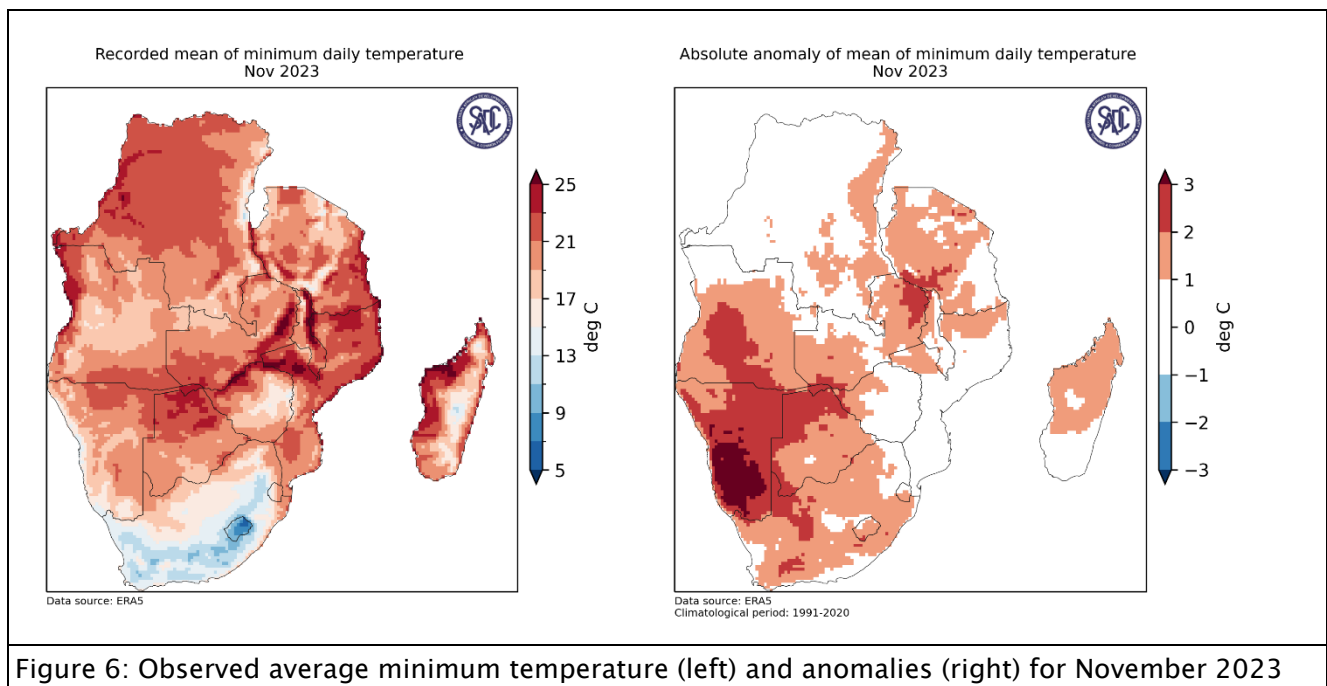 Recorded mean of minimum daily temperature
Nov 2023
SADC
25
21
17
13
9
5
deg C
Data source: ERA5
Absolute anomaly of mean of minimum daily temperature
Nov 2023
SADC
3
2
1
0
−1
−2
−3
deg C
Data source: ERA5
Climatological period: 1991-2020
Figure 6: Observed average minimum temperature (left) and anomalies (right) for November 2023